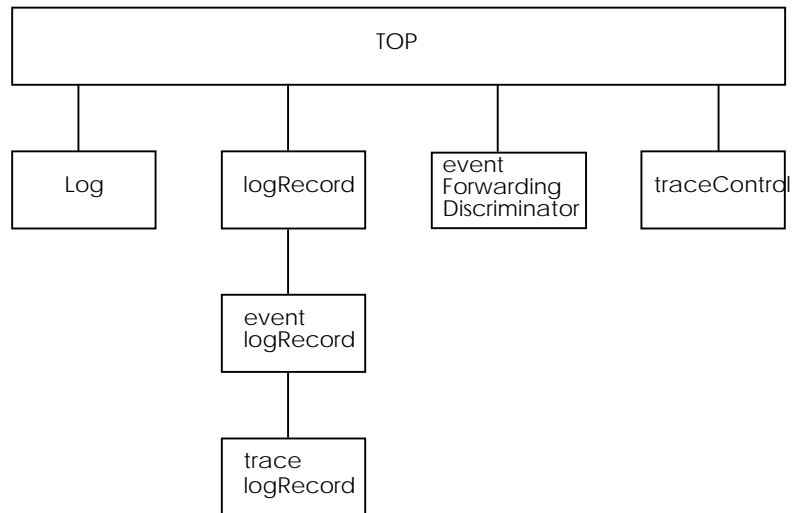 TOP
Log
logRecord
event
Forwarding
Discriminator
traceControl
event
logRecord
trace
logRecord